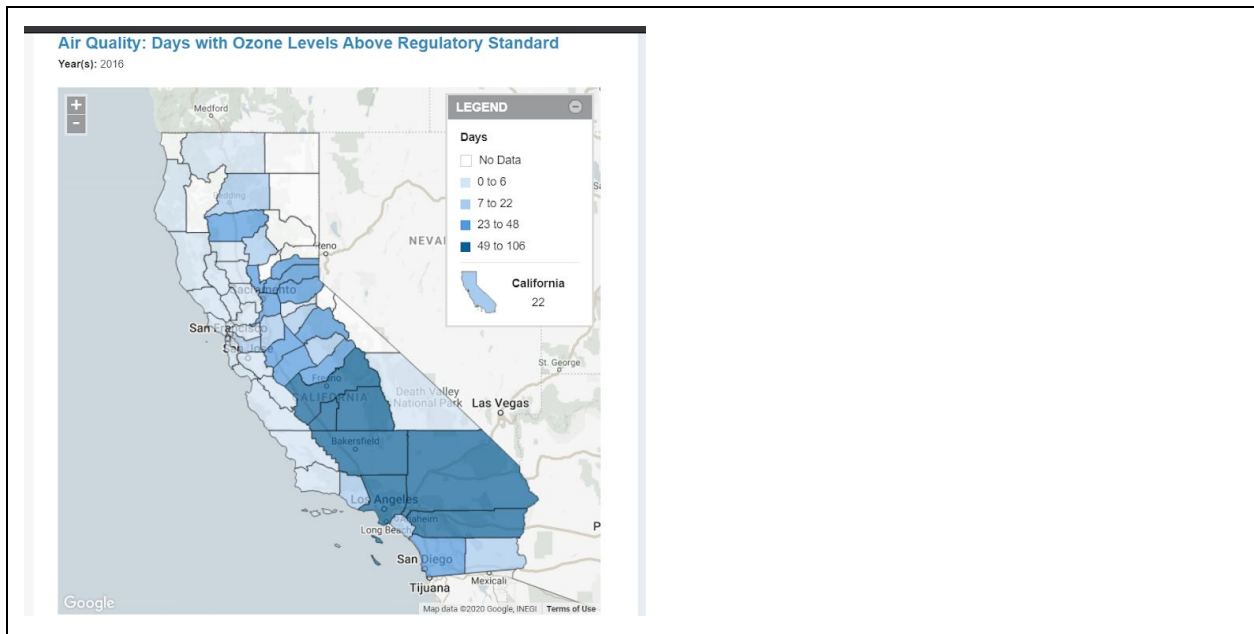 Air Quality: Days with Ozone Levels Above Regulatory Standard
Year(s): 2016
+
-
Medford
LEGEND
Days
No Data
0 to 6
7 to 22
23 to 48
49 to 106
California
22
Redding
NEVAI
Reno
Sacramento
San Francisco
San Jose
St. George
Fresno
CALIFORNIA
Death Valley
National Park
Las Vegas
Bakersfield
Los Angeles
Anaheim
Long Beach
San Diego
Tijuana
Mexicali
P
Google
Map data ©2020 Google, INEGI
Terms of Use